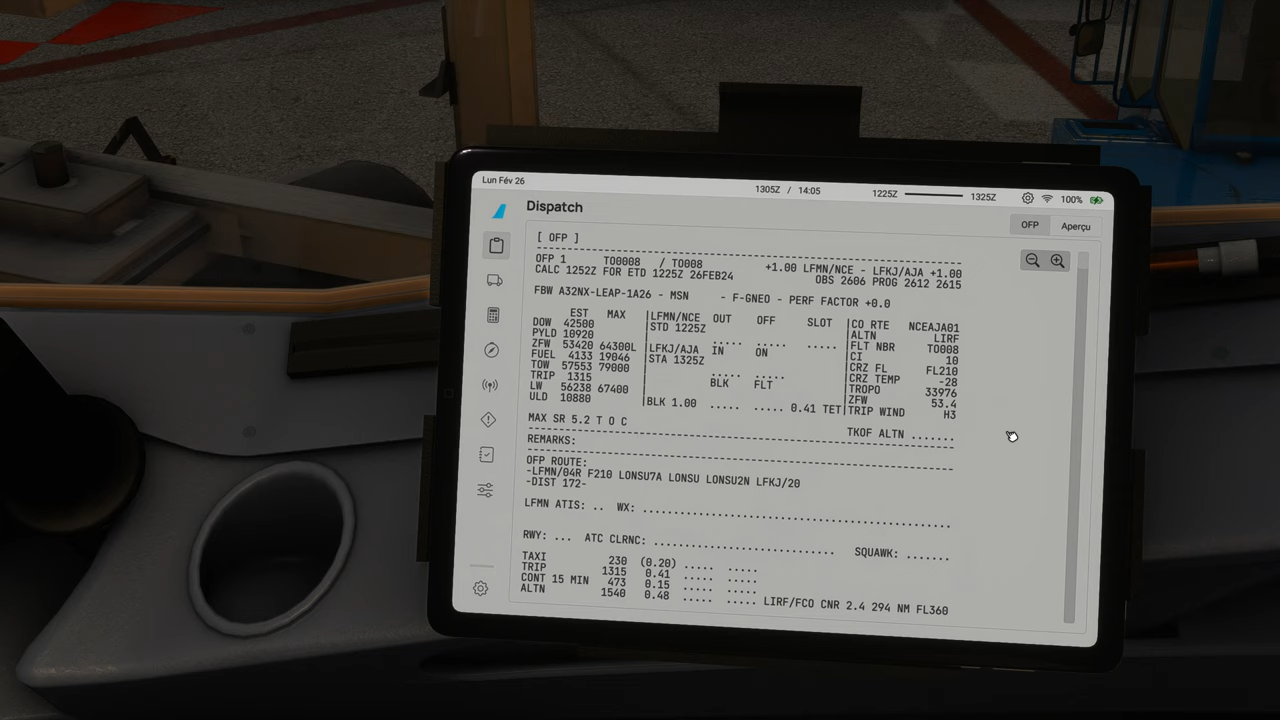 Lun Fév 26
1305Z / 14:05
1225Z
1325Z
100%
Dispatch
OFP
Aperçu
[ OFP ]
OFP 1 TO0008 / TO008 +1.00 LFMN/NCE - LFKJ/AJA +1.00
CALC 1252Z FOR ETD 1225Z 26FEB24 OBS 2606 PROG 2612 2615
FBW A32NX-LEAP-1A26 - MSN - F-GNEO - PERF FACTOR +0.0
EST MAX |LFMN/NCE OUT OFF SLOT |CO RTE NCEAJA01
DOW 42500 |STD 1225Z |ALTN LIRF
PYLD 10920 | ..... ..... ..... |FLT NBR TO008
ZFW 53420 64300L |LFKJ/AJA IN ON |CI 10
FUEL 4133 19046 |STA 1325Z |CRZ FL FL210
TOW 57553 79000 | ..... ..... |CRZ TEMP -28
TRIP 1315 | BLK FLT |TROPO 33976
LW 56238 67400 | |ZFW 53.4
ULD 10880 |BLK 1.00 ..... ..... 0.41 TET|TRIP WIND H3
MAX SR 5.2 T O C TKOF ALTN .......
REMARKS:
OFP ROUTE:
-LFMN/04R F210 LONSU7A LONSU LONSU2N LFKJ/20
-DIST 172-
LFMN ATIS: .. WX: ...............................................
RWY: ... ATC CLRNC: ............................ SQUAWK: .......
TAXI 230 (0.20) ..... .....
TRIP 1315 0.41 ..... .....
CONT 15 MIN 473 0.15 ..... .....
ALTN 1540 0.48 ..... ..... LIRF/FCO CNR 2.4 294 NM FL360